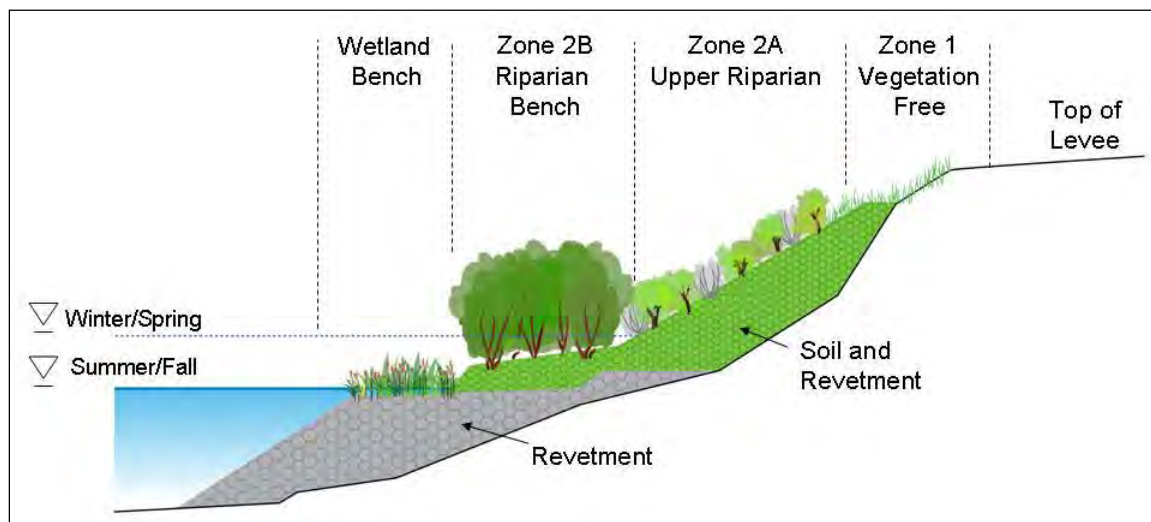 Wetland
Bench
Zone 2B
Riparian
Bench
Zone 2A
Upper Riparian
Zone 1
Vegetation
Free
Top of
Levee
Winter/Spring
Summer/Fall
Soil and
Revetment
Revetment